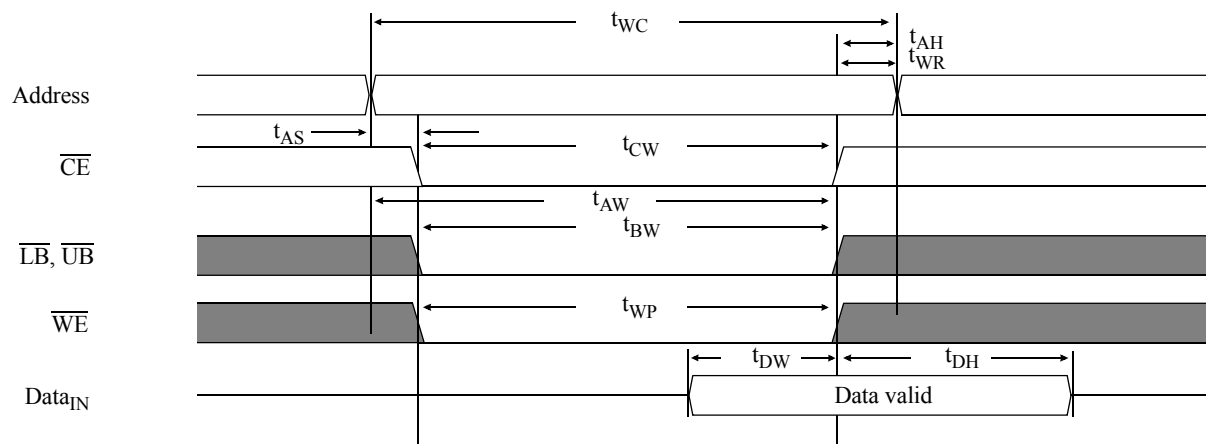 tWC
tAH
tWR
Address
tAS
tCW
CE
tAW
tBW
LB, UB
tWP
WE
tDW
tDH
DataIN
Data valid